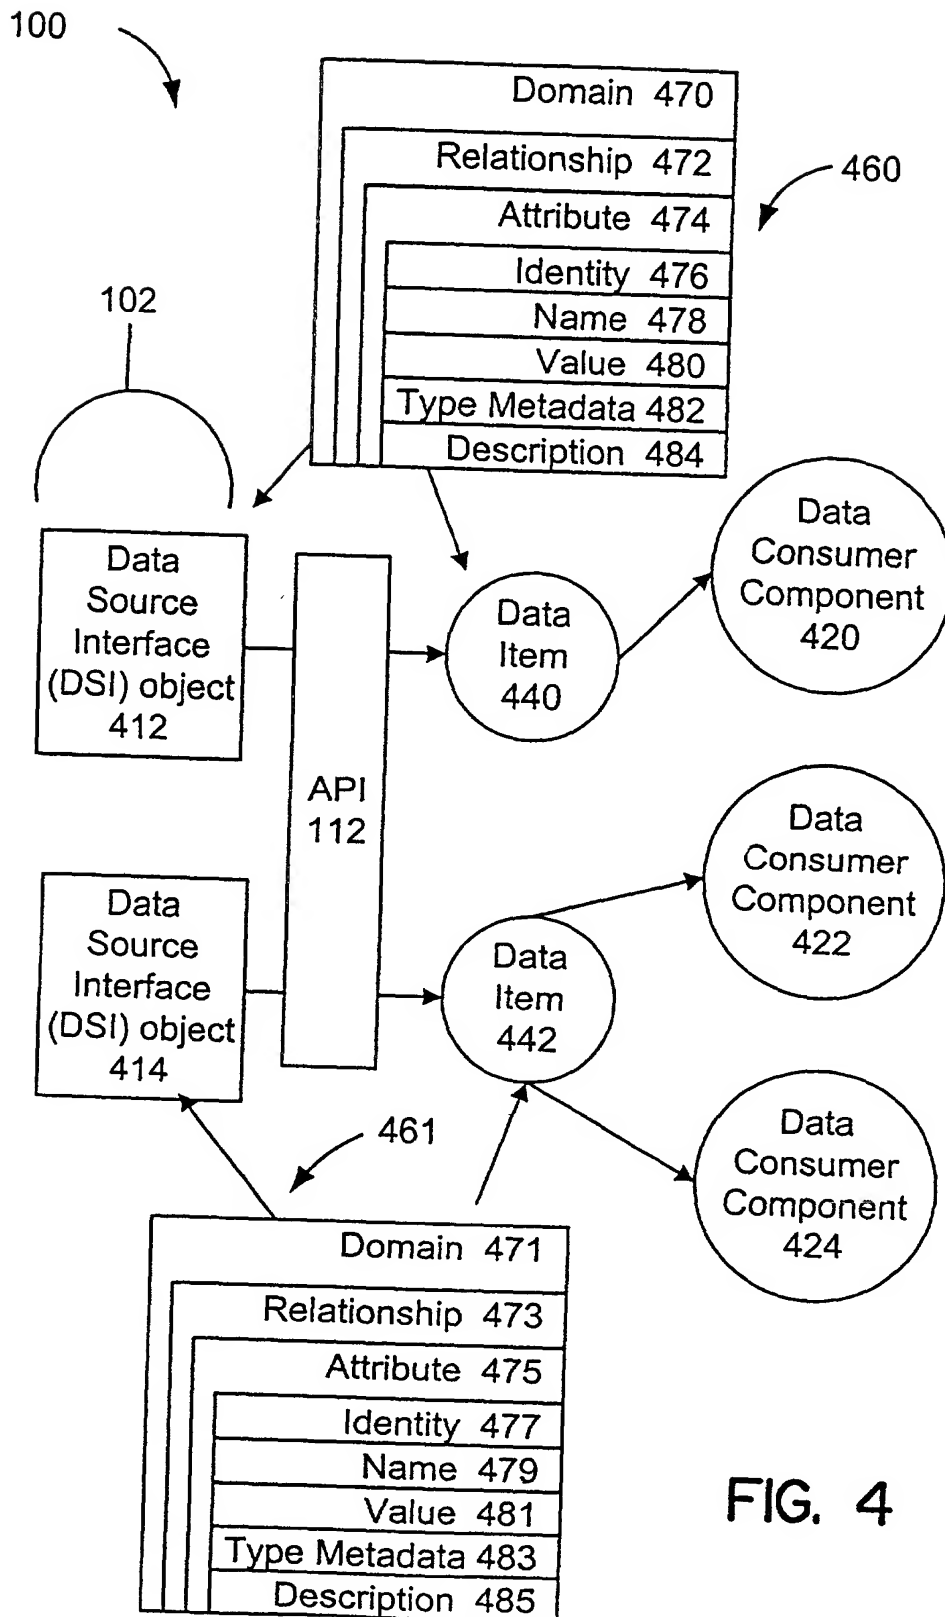 100
Domain 470
Relationship 472
Attribute 474
Identity 476
Name 478
Value 480
Type Metadata 482
Description 484
460
102
Data
Source
Interface
(DSI) object
412
API
112
Data
Item
440
Data
Consumer
Component
420
Data
Source
Interface
(DSI) object
414
Data
Item
442
Data
Consumer
Component
422
Data
Consumer
Component
424
461
Domain 471
Relationship 473
Attribute 475
Identity 477
Name 479
Value 481
Type Metadata 483
Description 485
FIG. 4